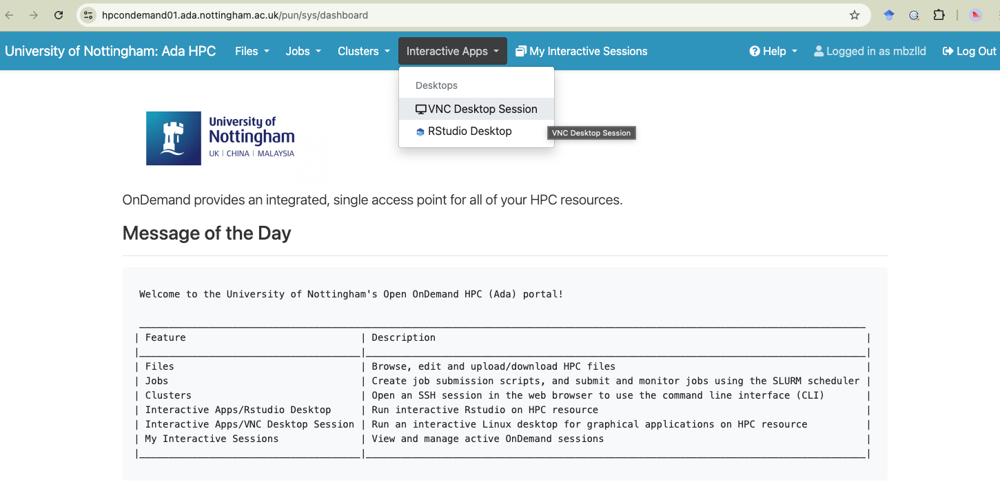 hpcondemand01.ada.nottingham.ac.uk/pun/sys/dashboard
University of Nottingham: Ada HPC Files Jobs Clusters Interactive Apps My Interactive Sessions Help Logged in as mbzlld Log Out
Desktops
VNC Desktop Session
RStudio Desktop
VNC Desktop Session
University of
Nottingham
UK | CHINA | MALAYSIA
OnDemand provides an integrated, single access point for all of your HPC resources.
Message of the Day
Welcome to the University of Nottingham's Open OnDemand HPC (Ada) portal!
| Feature | Description |
| Files | Browse, edit and upload/download HPC files |
| Jobs | Create job submission scripts, and submit and monitor jobs using the SLURM scheduler |
| Clusters | Open an SSH session in the web browser to use the command line interface (CLI) |
| Interactive Apps/Rstudio Desktop | Run interactive Rstudio on HPC resource |
| Interactive Apps/VNC Desktop Session | Run an interactive Linux desktop for graphical applications on HPC resource |
| My Interactive Sessions | View and manage active OnDemand sessions |